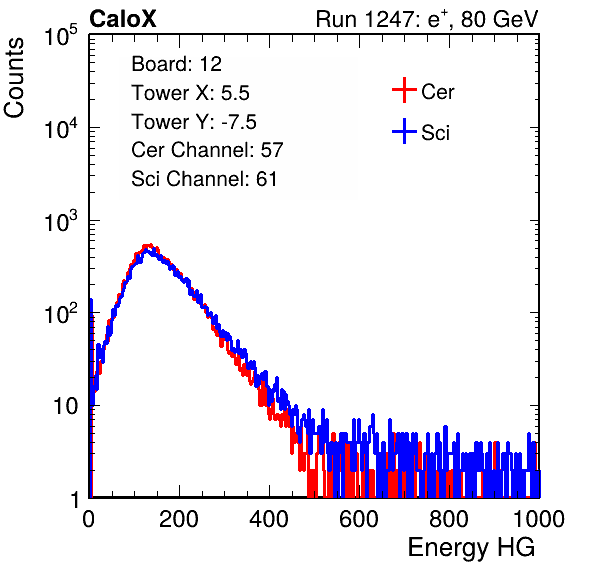 CaloX Run 1247: e+, 80 GeV
Counts
10^5
10^4
10^3
10^2
10
1
Board: 12
Tower X: 5.5
Tower Y: -7.5
Cer Channel: 57
Sci Channel: 61
Cer
Sci
0 200 400 600 800 1000
Energy HG